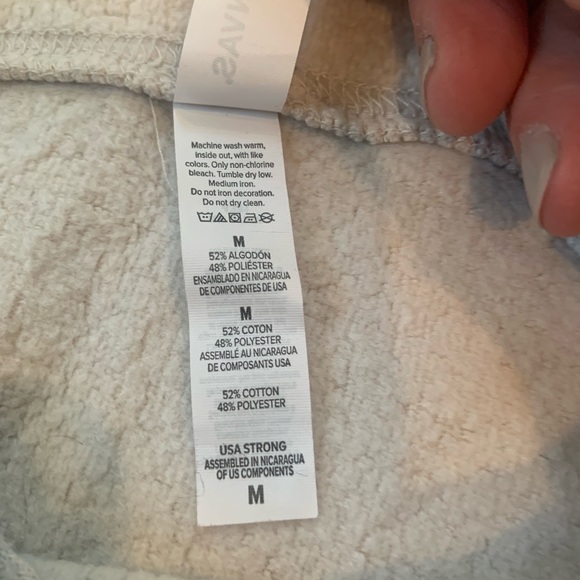 NVAS.
Machine wash warm,
inside out, with like
colors. Only non-chlorine
bleach. Tumble dry low.
Medium iron.
Do not iron decoration.
Do not dry clean.
M
52% ALGODÓN
48% POLIÉSTER
ENSAMBLADO EN NICARAGUA
DE COMPONENTES DE USA
M
52% COTON
48% POLYESTER
ASSEMBLÉ AU NICARAGUA
DE COMPOSANTS USA
52% COTTON
48% POLYESTER
USA STRONG
ASSEMBLED IN NICARAGUA
OF US COMPONENTS
M